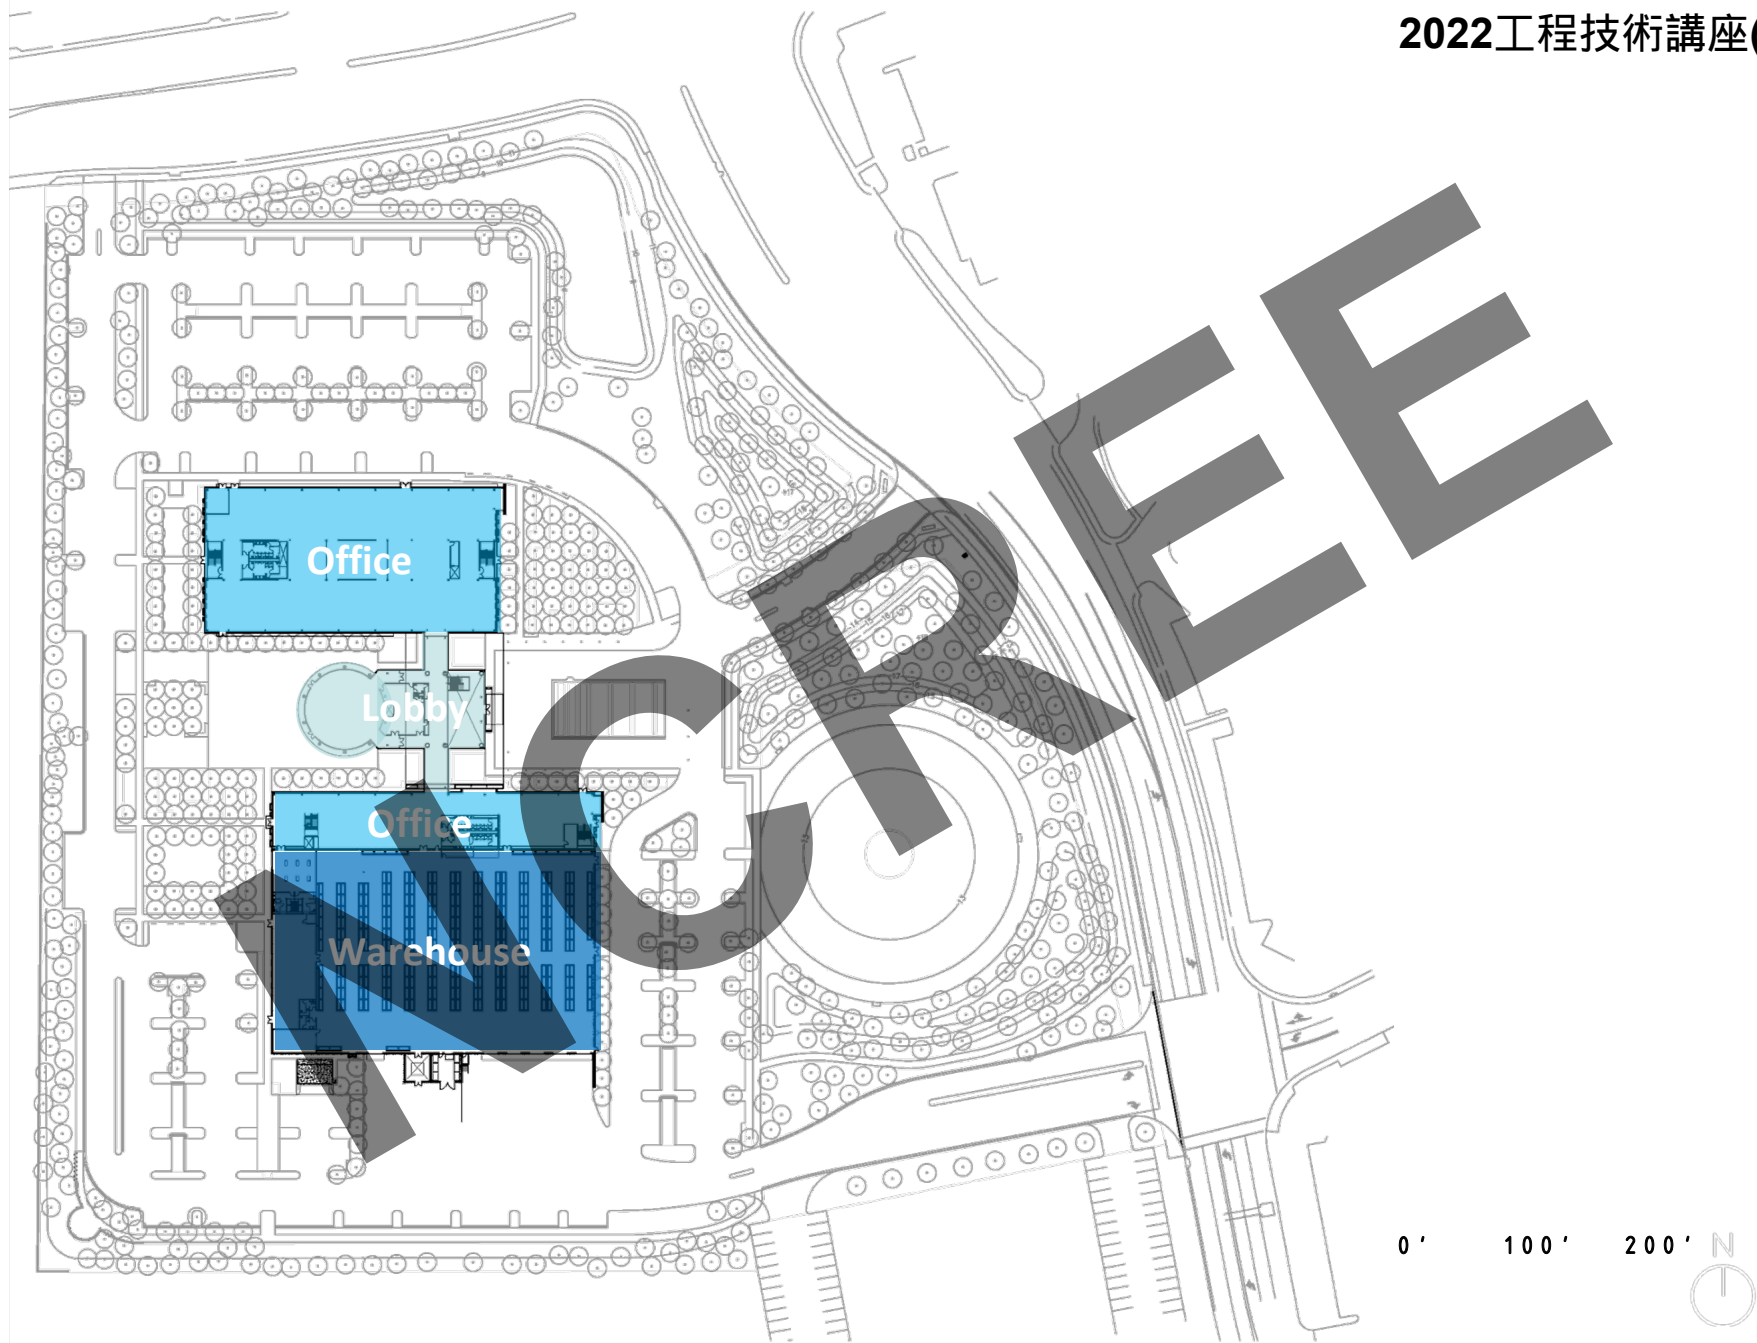 2022工程技術講座(
Office
Lobby
Office
Warehouse
NCREE
0' 100' 200'
N